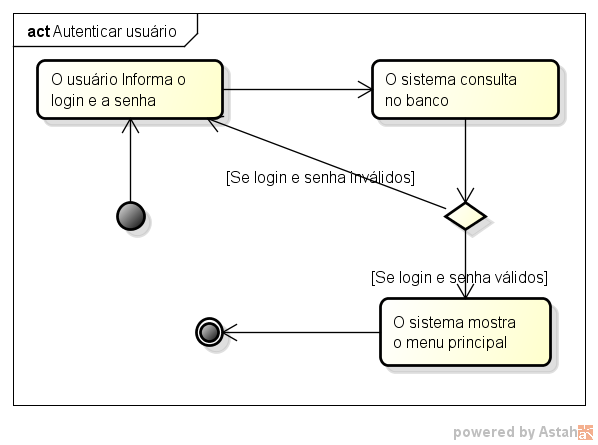 act Autenticar usuário
O usuário Informa o
login e a senha
O sistema consulta
no banco
[Se login e senha inválidos]
[Se login e senha válidos]
O sistema mostra
o menu principal
powered by Astah